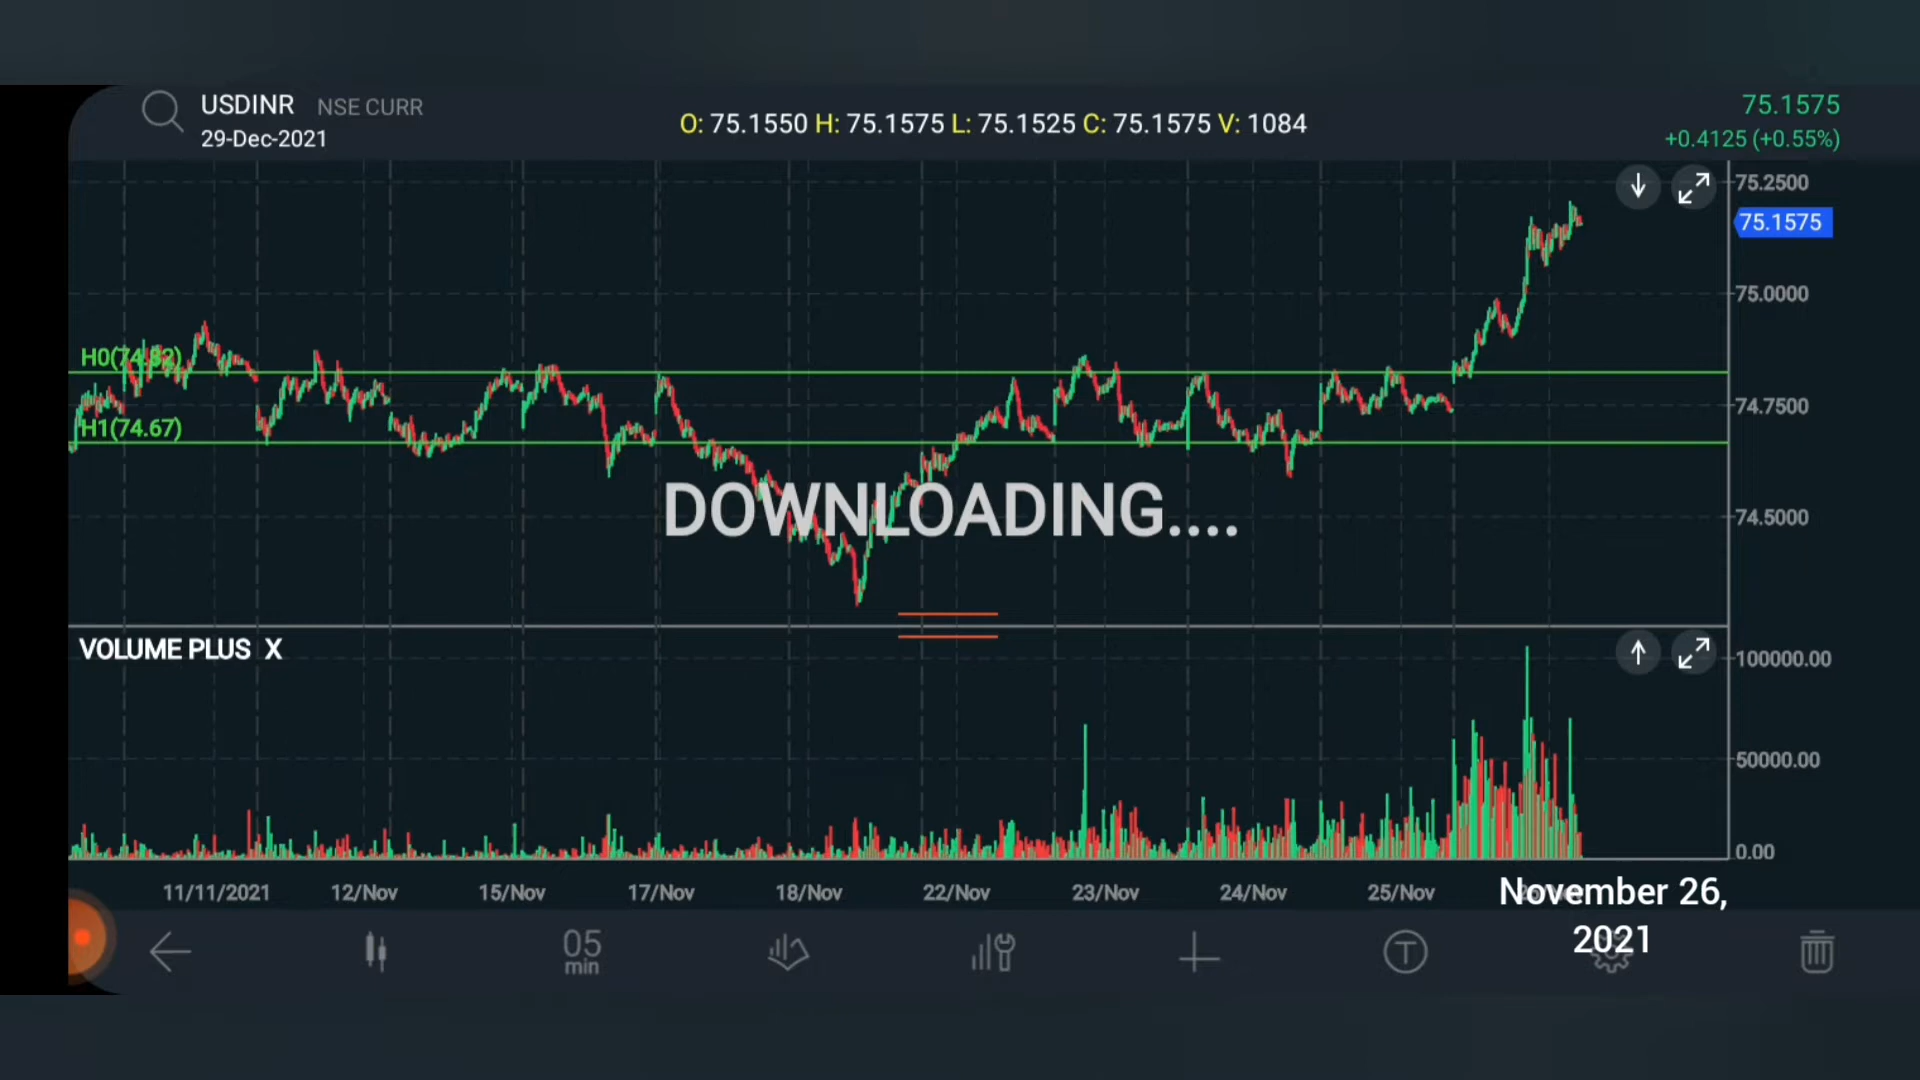 USDINR NSE CURR
29-Dec-2021
O: 75.1550 H: 75.1575 L: 75.1525 C: 75.1575 V: 1084
75.1575
+0.4125 (+0.55%)
75.2500
75.1575
75.0000
H0(74.82)
74.7500
H1(74.67)
DOWNLOADING....
74.5000
VOLUME PLUS X
100000.00
50000.00
0.00
11/11/2021 12/Nov 15/Nov 17/Nov 18/Nov 22/Nov 23/Nov 24/Nov 25/Nov
November 26,
2021
05
min
T